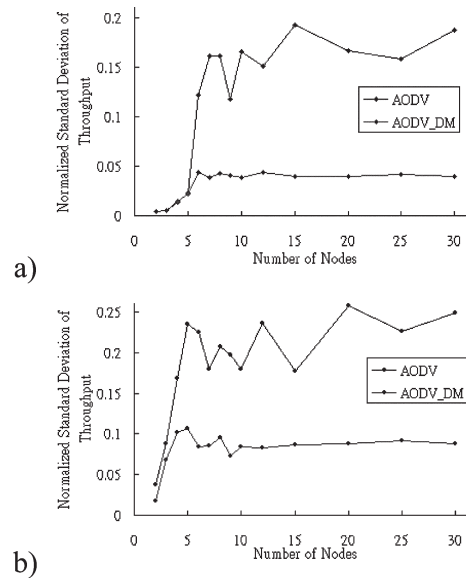 a)
Normalized Standard Deviation of
Throughput
0.2
0.15
0.1
0.05
0
0 5 10 15 20 25 30
Number of Nodes
AODV
AODV_DM
b)
Normalized Standard Deviation of
Throughput
0.25
0.2
0.15
0.1
0.05
0
0 5 10 15 20 25 30
Number of Nodes
AODV
AODV_DM